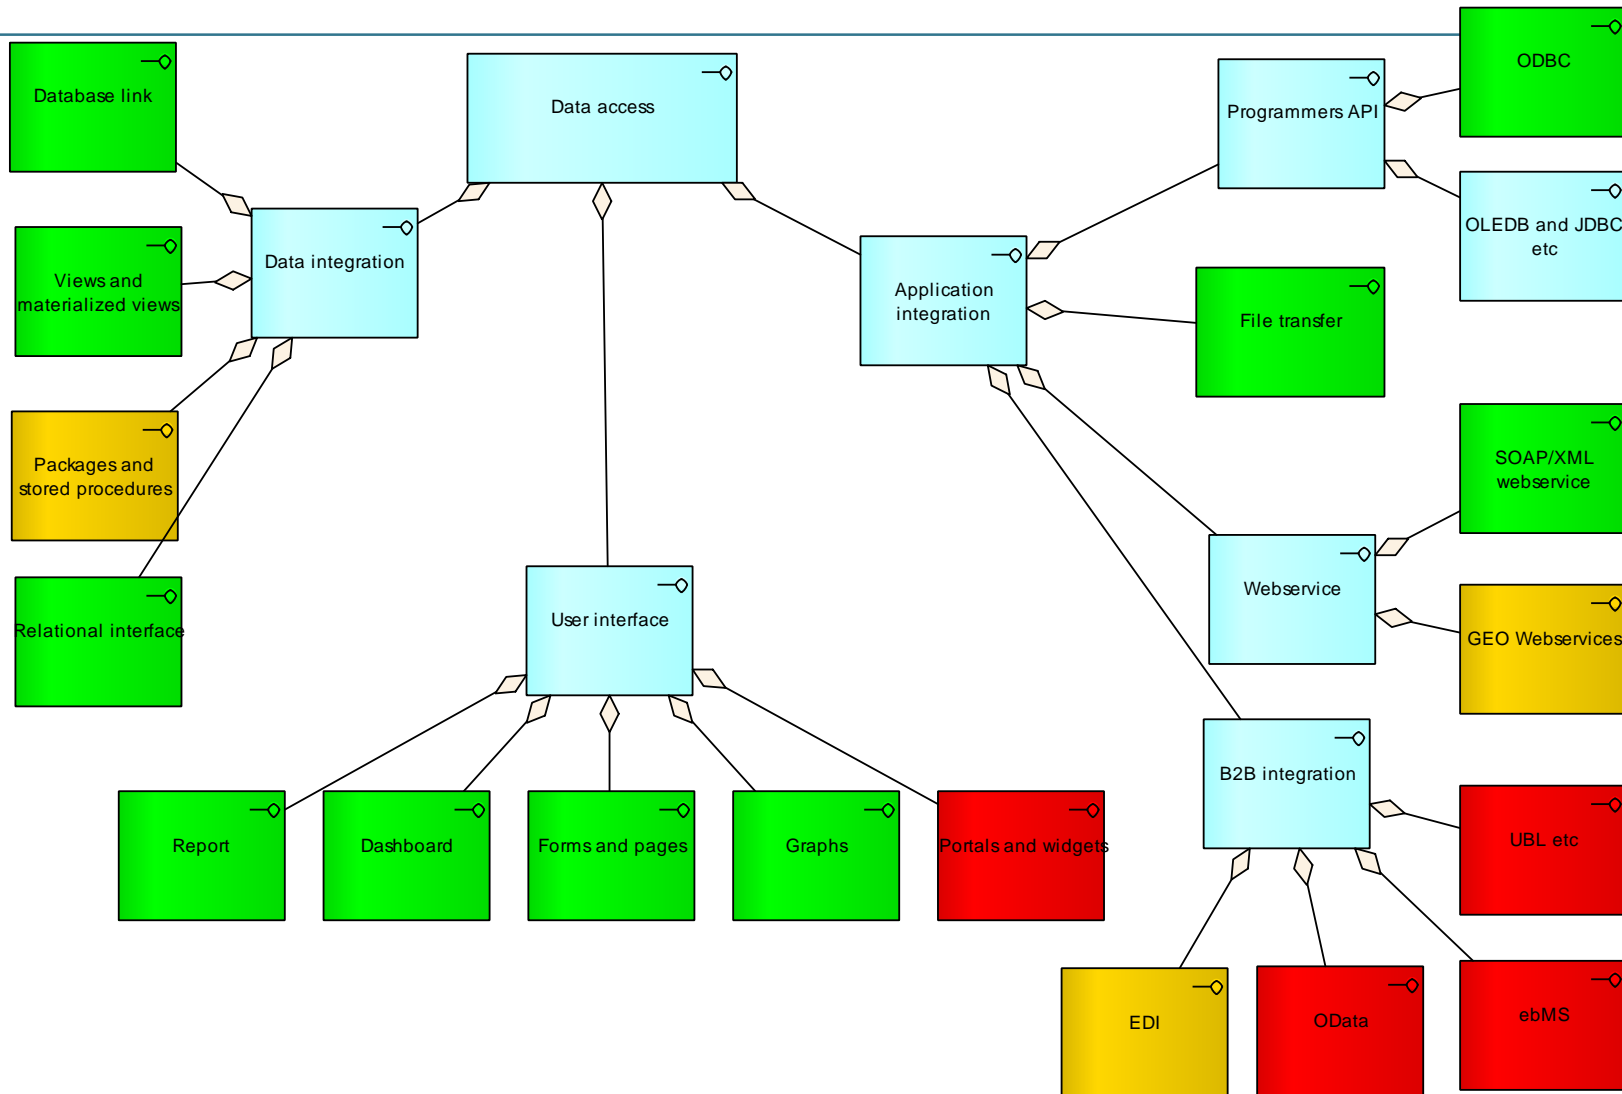 ODBC
Database link
Data access
Programmers API
OLEDB and JDBC
etc
Data integration
Views and
materialized views
Application
integration
File transfer
Packages and
stored procedures
SOAP/XML
webservice
Webservice
Relational interface
User interface
GEO Webservices
B2B integration
Report
Dashboard
Forms and pages
Graphs
Portals and widgets
UBL etc
EDI
OData
ebMS